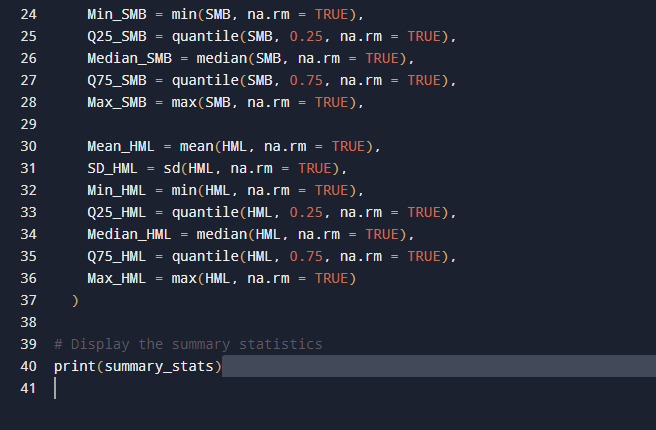 24 Min_SMB = min(SMB, na.rm = TRUE),
25 Q25_SMB = quantile(SMB, 0.25, na.rm = TRUE),
26 Median_SMB = median(SMB, na.rm = TRUE),
27 Q75_SMB = quantile(SMB, 0.75, na.rm = TRUE),
28 Max_SMB = max(SMB, na.rm = TRUE),
29
30 Mean_HML = mean(HML, na.rm = TRUE),
31 SD_HML = sd(HML, na.rm = TRUE),
32 Min_HML = min(HML, na.rm = TRUE),
33 Q25_HML = quantile(HML, 0.25, na.rm = TRUE),
34 Median_HML = median(HML, na.rm = TRUE),
35 Q75_HML = quantile(HML, 0.75, na.rm = TRUE),
36 Max_HML = max(HML, na.rm = TRUE)
37 )
38
39 # Display the summary statistics
40 print(summary_stats)
41